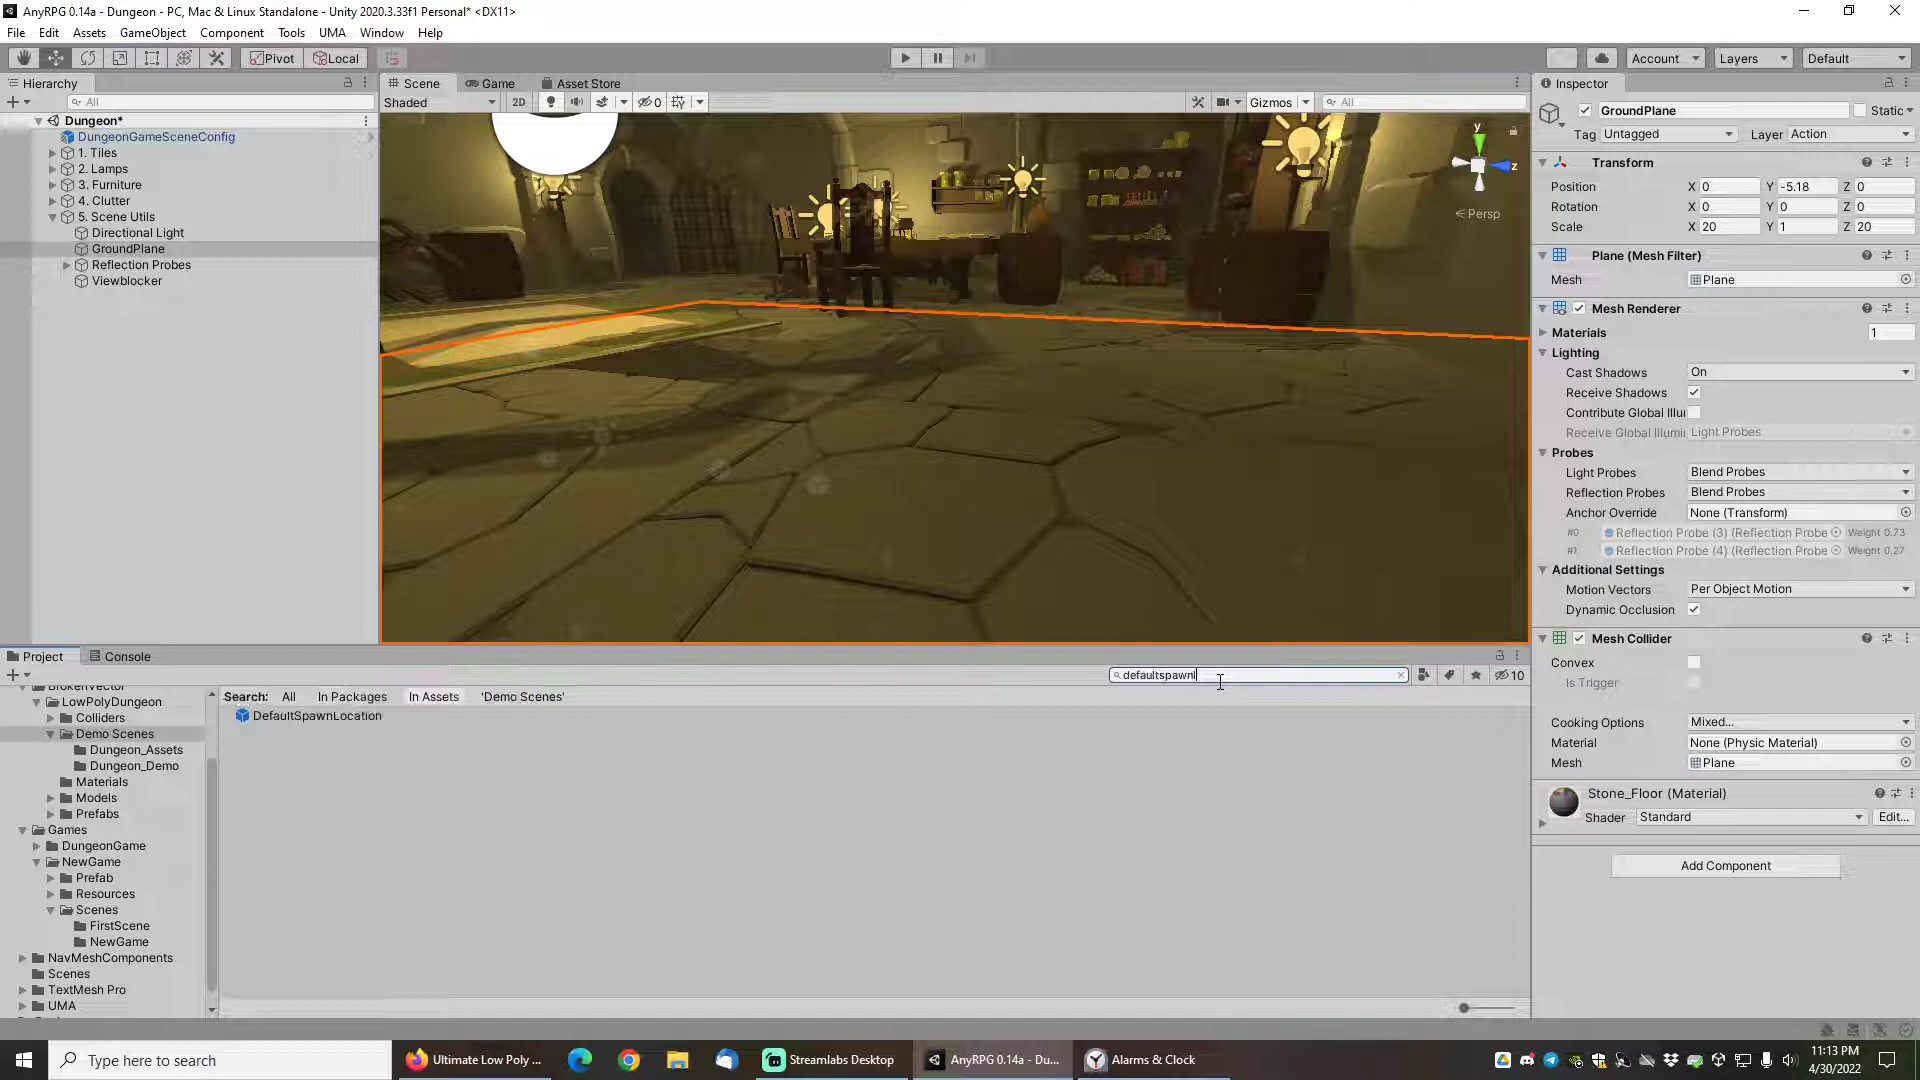 AnyRPG 0.14a - Dungeon - PC, Mac & Linux Standalone - Unity 2020.3.33f1 Personal* <DX11>
File Edit Assets GameObject Component Tools UMA Window Help
Pivot Local Account Layers Default
Hierarchy
All
Dungeon*
DungeonGameSceneConfig
1. Tiles
2. Lamps
3. Furniture
4. Clutter
5. Scene Utils
Directional Light
GroundPlane
Reflection Probes
Viewblocker
Scene Game Asset Store
Shaded 2D 0 Gizmos All
y
z
Persp
Inspector
GroundPlane Static
Tag Untagged Layer Action
Transform
Position X 0 Y -5.18 Z 0
Rotation X 0 Y 0 Z 0
Scale X 20 Y 1 Z 20
Plane (Mesh Filter)
Mesh Plane
Mesh Renderer
Materials 1
Lighting
Cast Shadows On
Receive Shadows
Contribute Global Illu
Receive Global Illumi Light Probes
Probes
Light Probes Blend Probes
Reflection Probes Blend Probes
Anchor Override None (Transform)
#0 Reflection Probe (3) (Reflection Probe Weight 0.73
#1 Reflection Probe (4) (Reflection Probe Weight 0.27
Additional Settings
Motion Vectors Per Object Motion
Dynamic Occlusion
Mesh Collider
Convex
Is Trigger
Cooking Options Mixed...
Material None (Physic Material)
Mesh Plane
Stone_Floor (Material)
Shader Standard Edit...
Add Component
Project Console
defaultspawnl 10
BrokenVector
LowPolyDungeon
Colliders
Demo Scenes
Dungeon_Assets
Dungeon_Demo
Materials
Models
Prefabs
Games
DungeonGame
NewGame
Prefab
Resources
Scenes
FirstScene
NewGame
NavMeshComponents
Scenes
TextMesh Pro
UMA
Search: All In Packages In Assets 'Demo Scenes'
DefaultSpawnLocation
Type here to search
Ultimate Low Poly ...
Streamlabs Desktop
AnyRPG 0.14a - Du...
Alarms & Clock
11:13 PM
4/30/2022